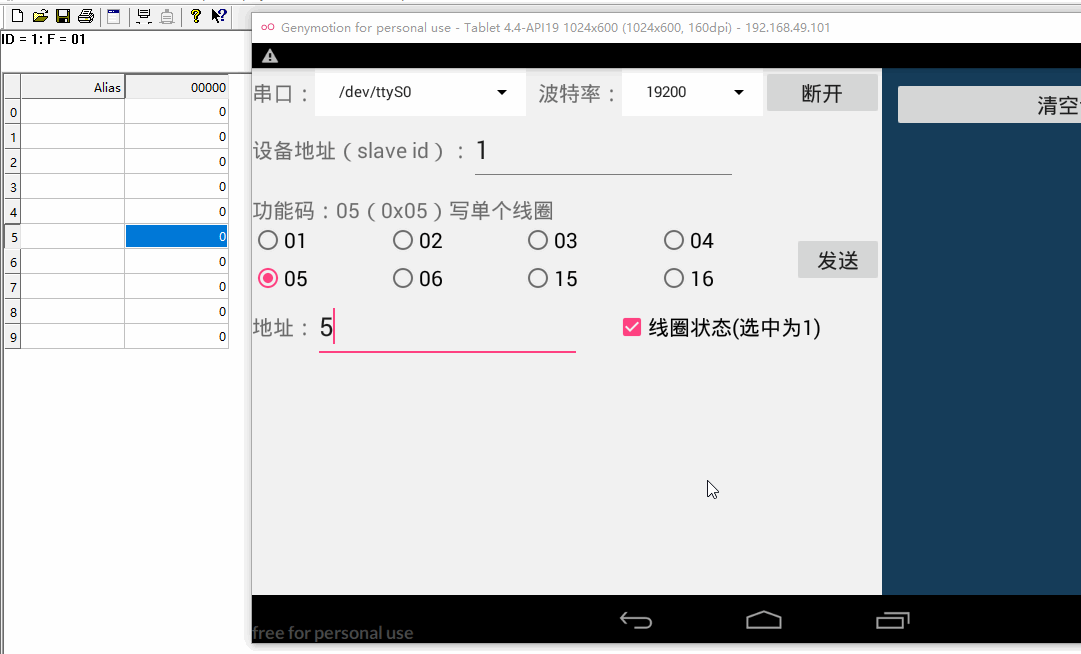 ID = 1: F = 01
Alias 00000
0 0
1 0
2 0
3 0
4 0
5 0
6 0
7 0
8 0
9 0
Genymotion for personal use - Tablet 4.4-API19 1024x600 (1024x600, 160dpi) - 192.168.49.101
串口： /dev/ttyS0 波特率： 19200 断开
清空
设备地址（slave id）： 1
功能码：05（0x05）写单个线圈
01 02 03 04
05 06 15 16
发送
地址： 5 线圈状态(选中为1)
free for personal use